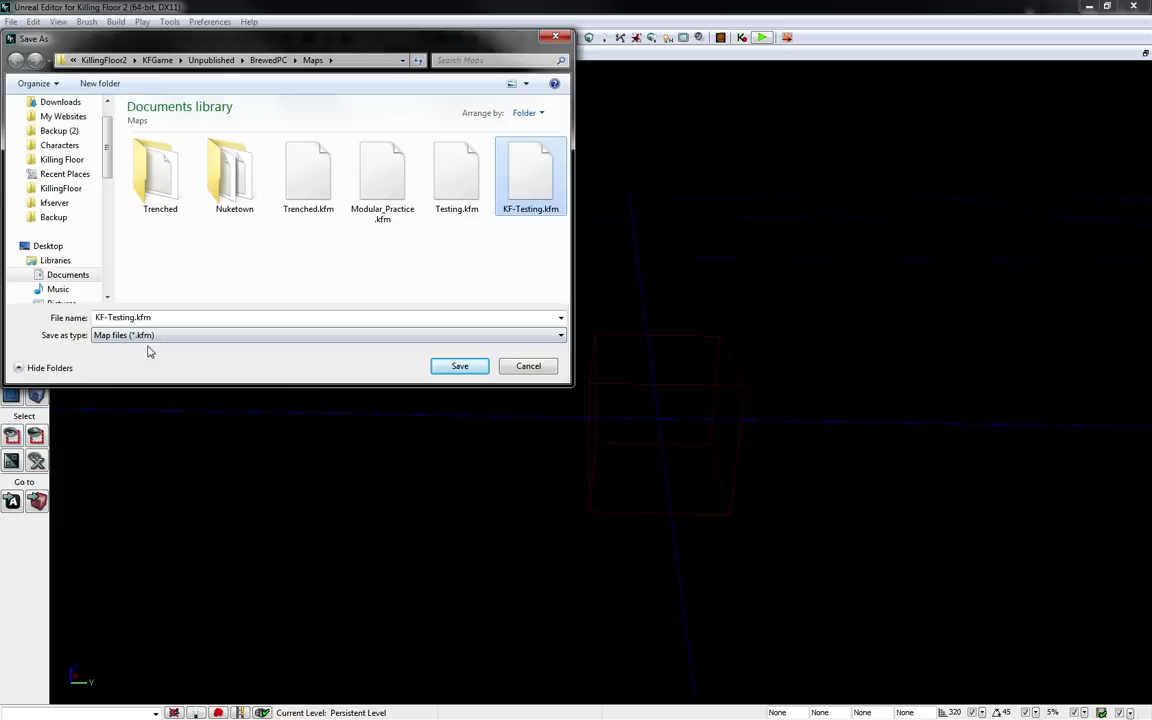 Unreal Editor for Killing Floor 2 (64-bit, DX11)
File Edit View Brush Build Play Tools Preferences Help
Save As
« KillingFloor2 KFGame Unpublished BrewedPC Maps
Search Maps
Organize New folder
Downloads
My Websites
Backup (2)
Characters
Killing Floor
Recent Places
KillingFloor
kfserver
Backup
Desktop
Libraries
Documents
Music
Pictures
Documents library
Maps
Arrange by: Folder
Trenched
Nuketown
Trenched.kfm
Modular_Practice
.kfm
Testing.kfm
KF-Testing.kfm
File name: KF-Testing.kfm
Save as type: Map files (*.kfm)
Hide Folders
Save
Cancel
Select
Go to
Y
Current Level: Persistent Level
None None None None 320 45 5%